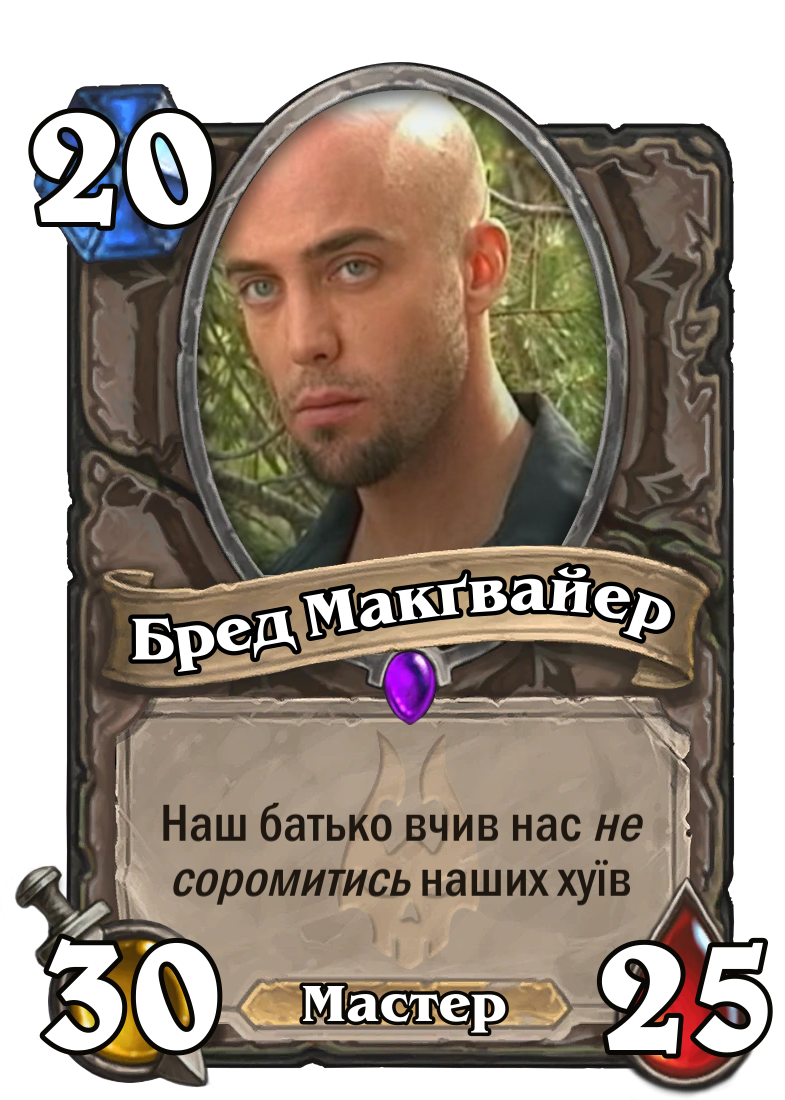 20
Бред Макґвайер
Наш батько вчив нас не
соромитись наших хуїв
30
Мастер
25